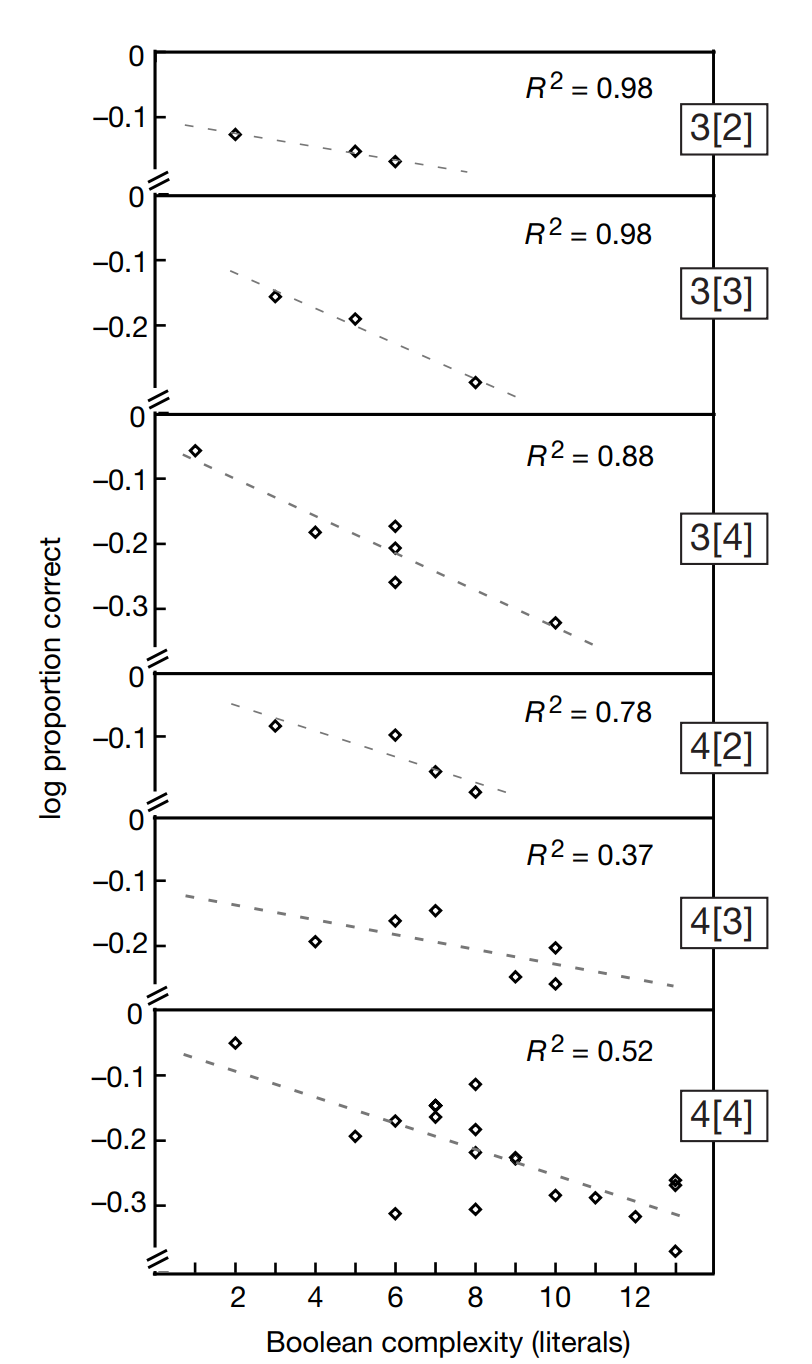 0
R² = 0.98
−0.1
3[2]
0
R² = 0.98
−0.1
3[3]
−0.2
0
R² = 0.88
−0.1
−0.2
3[4]
−0.3
log proportion correct
0
R² = 0.78
−0.1
4[2]
0
R² = 0.37
−0.1
4[3]
−0.2
0
R² = 0.52
−0.1
4[4]
−0.2
−0.3
2 4 6 8 10 12
Boolean complexity (literals)